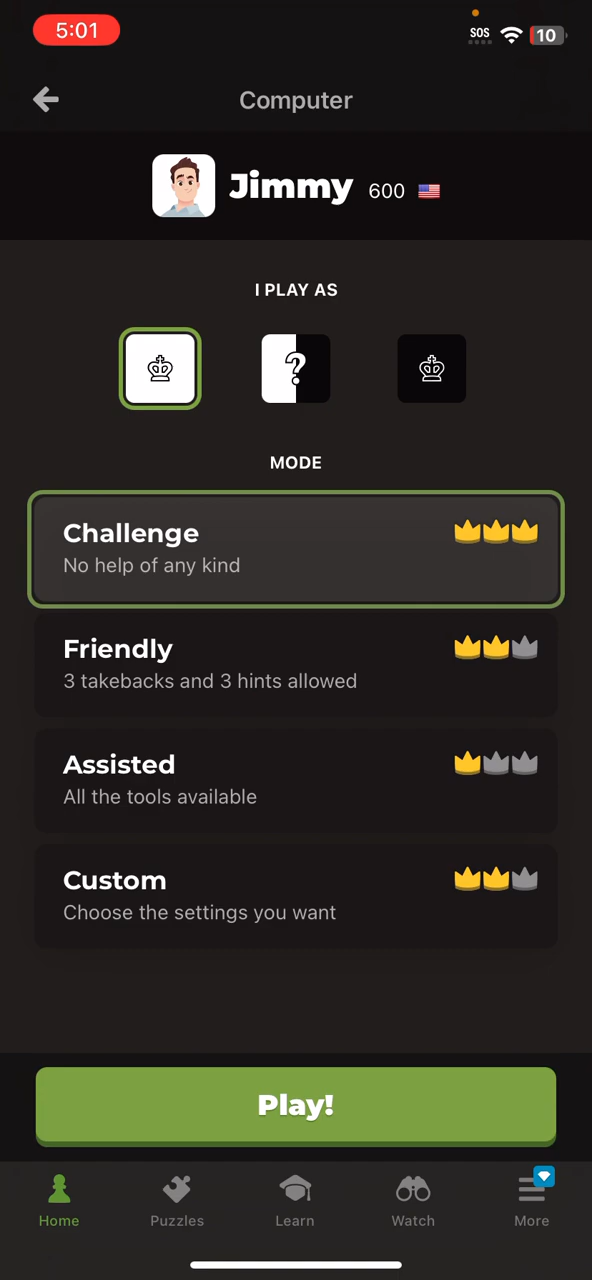 5:01
SOS
10
Computer
Jimmy 600
I PLAY AS
?
MODE
Challenge
No help of any kind
Friendly
3 takebacks and 3 hints allowed
Assisted
All the tools available
Custom
Choose the settings you want
Play!
Home Puzzles Learn Watch More